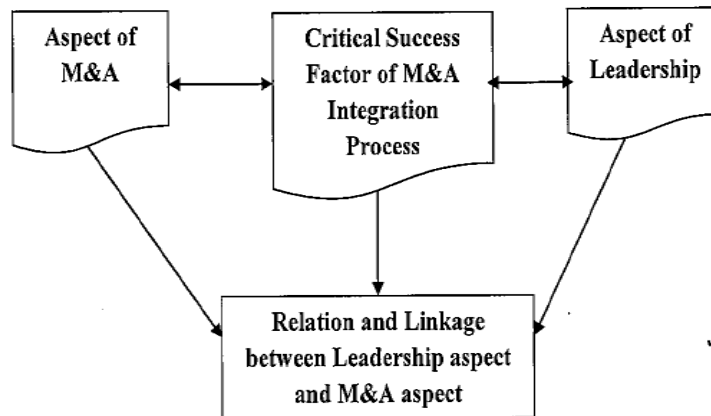 Aspect of
M&A
Critical Success
Factor of M&A
Integration
Process
Aspect of
Leadership
Relation and Linkage
between Leadership aspect
and M&A aspect